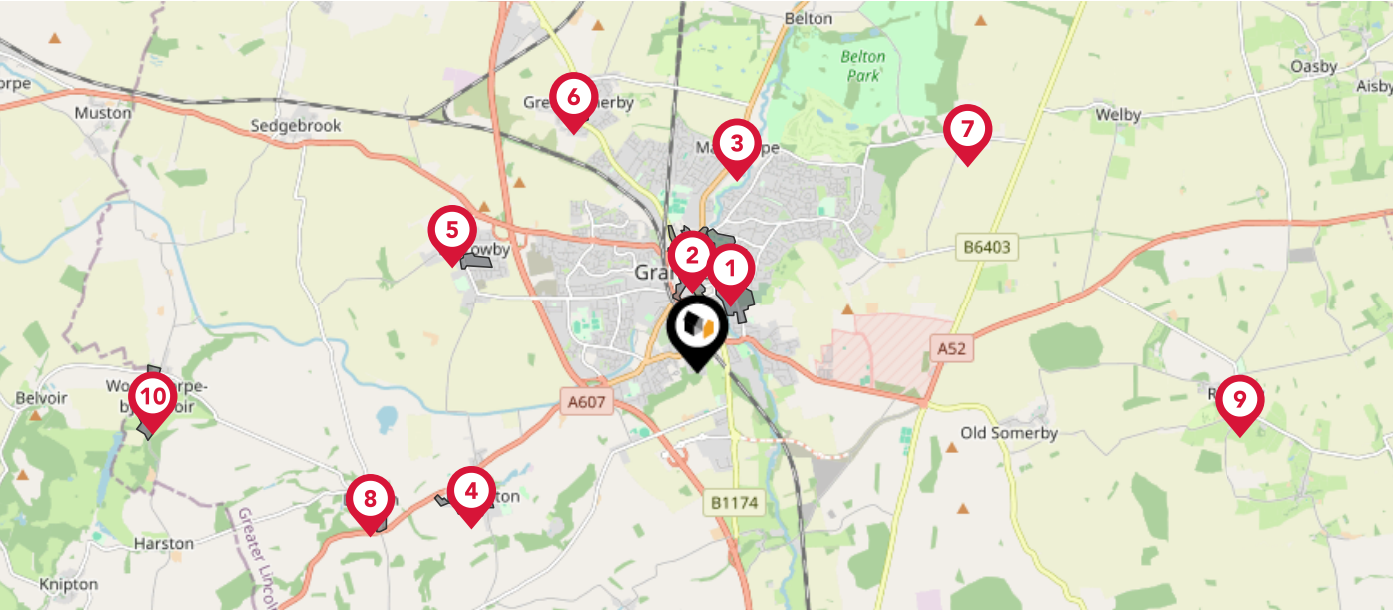 Belton
Belton
Park
Oasby
Aisby
Muston
Sedgebrook
6
Welby
7
3
5
2
1
B6403
A52
10
Belvoir
A607
9
Old Somerby
8
4
B1174
Harston
Knipton
Greater Lincoln